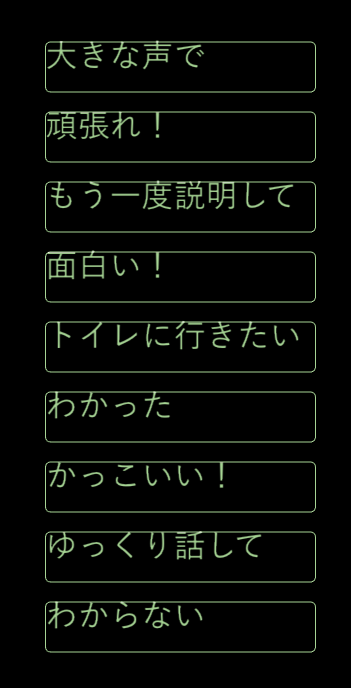 大きな声で
頑張れ！
もう一度説明して
面白い！
トイレに行きたい
わかった
かっこいい！
ゆっくり話して
わからない